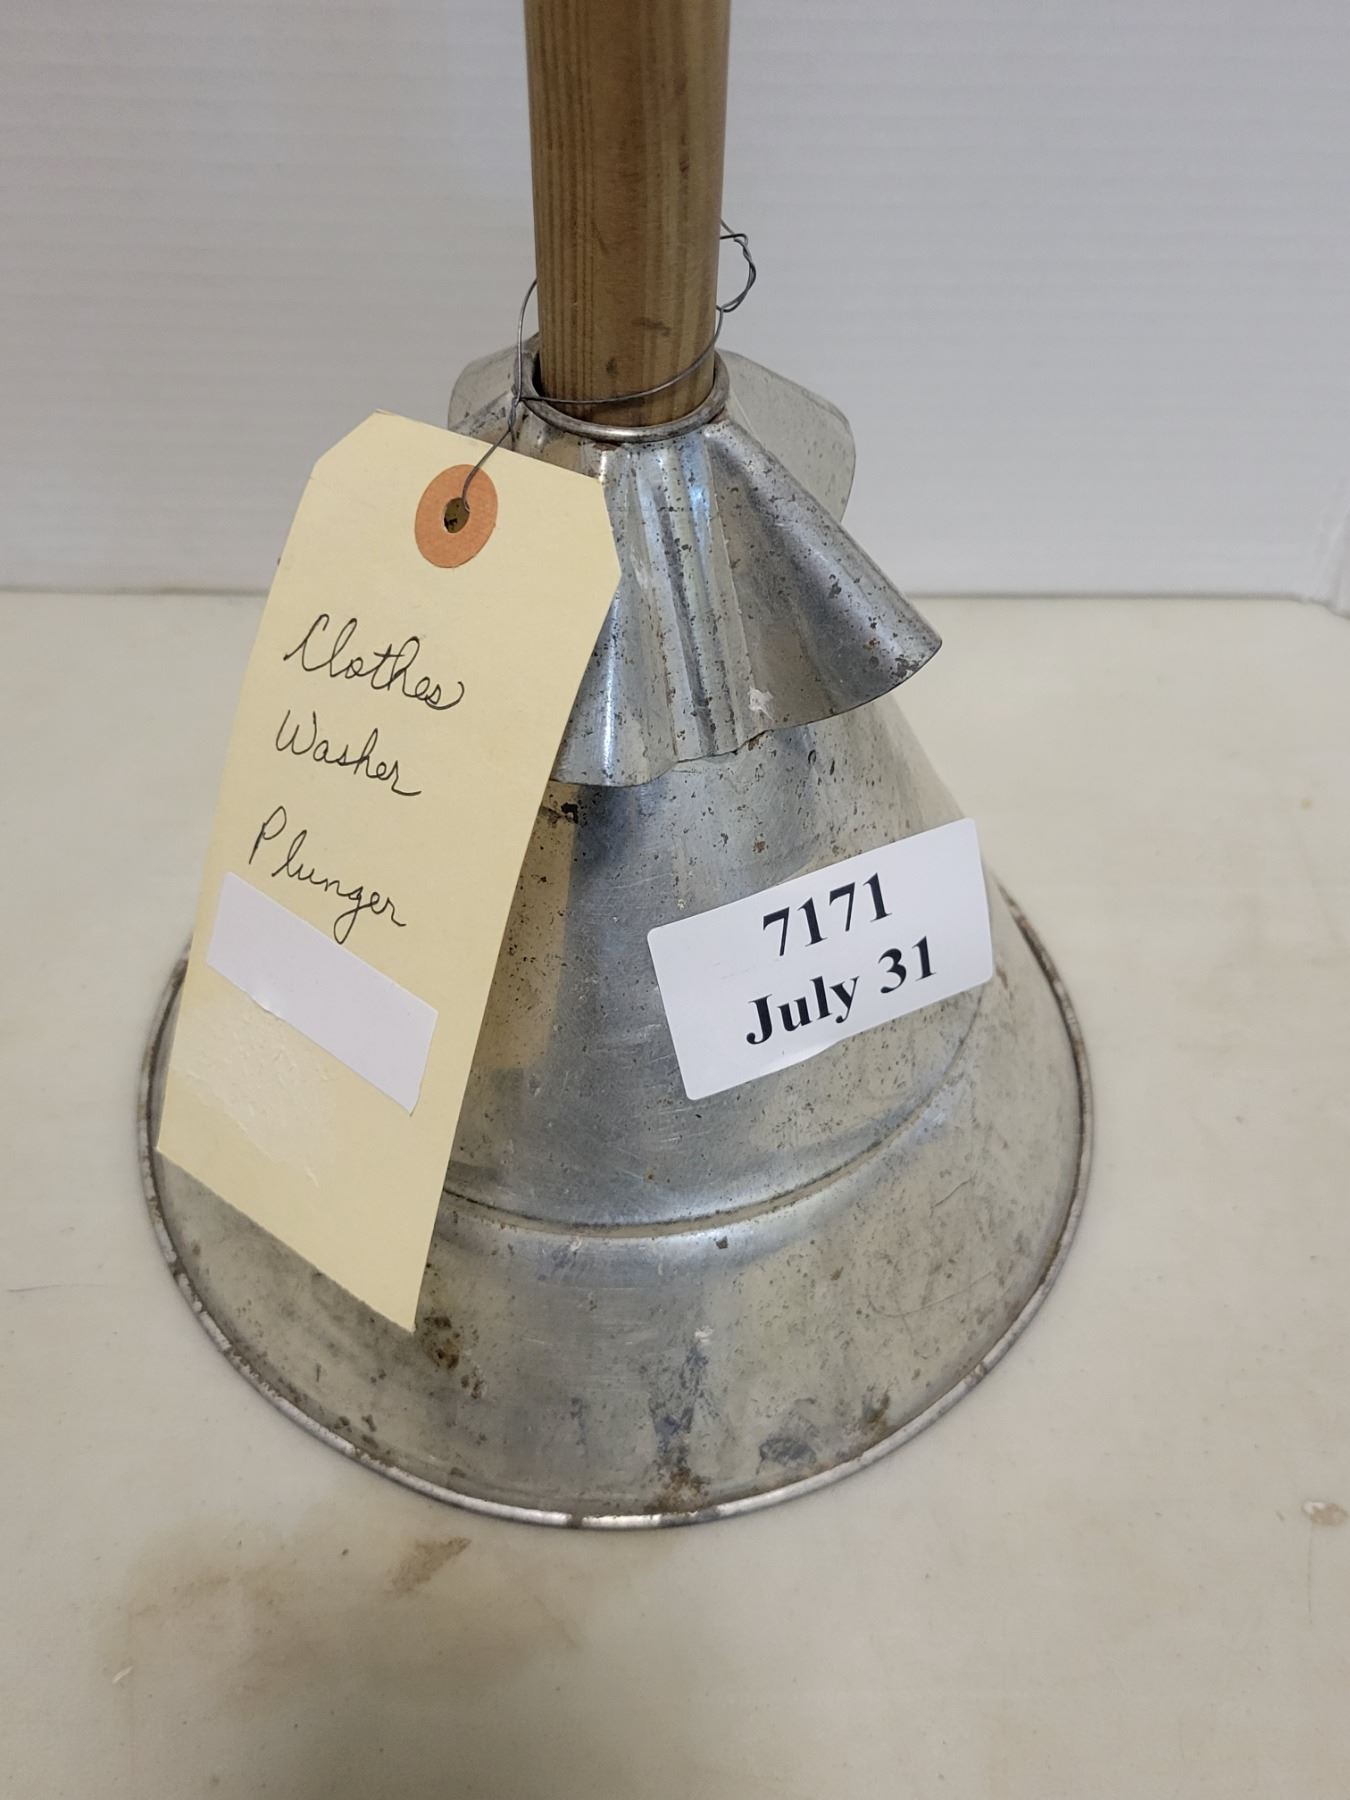 Clothes
Washer
Plunger
7171
July 31